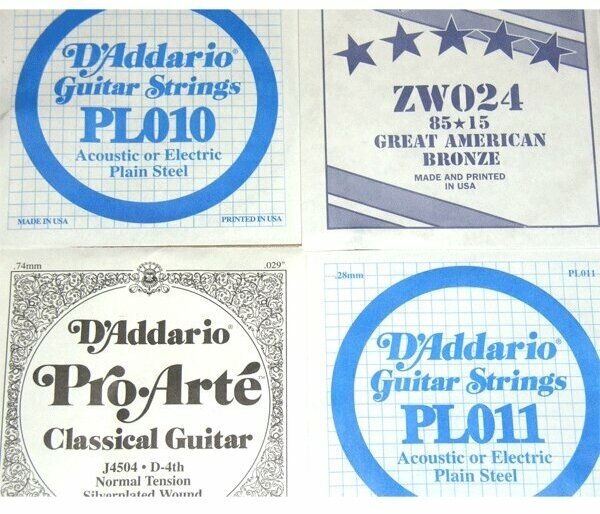 D'Addario®
Guitar Strings
PL010
Acoustic or Electric
Plain Steel
MADE IN USA
PRINTED IN USA
ZW024
85★15
GREAT AMERICAN
BRONZE
MADE AND PRINTED
IN USA
.74mm
.029"
D'Addario®
Pro·Arté
Classical Guitar
J4504 • D-4th
Normal Tension
Silverplated Wound
.28mm
PL011
D'Addario®
Guitar Strings
PL011
Acoustic or Electric
Plain Steel